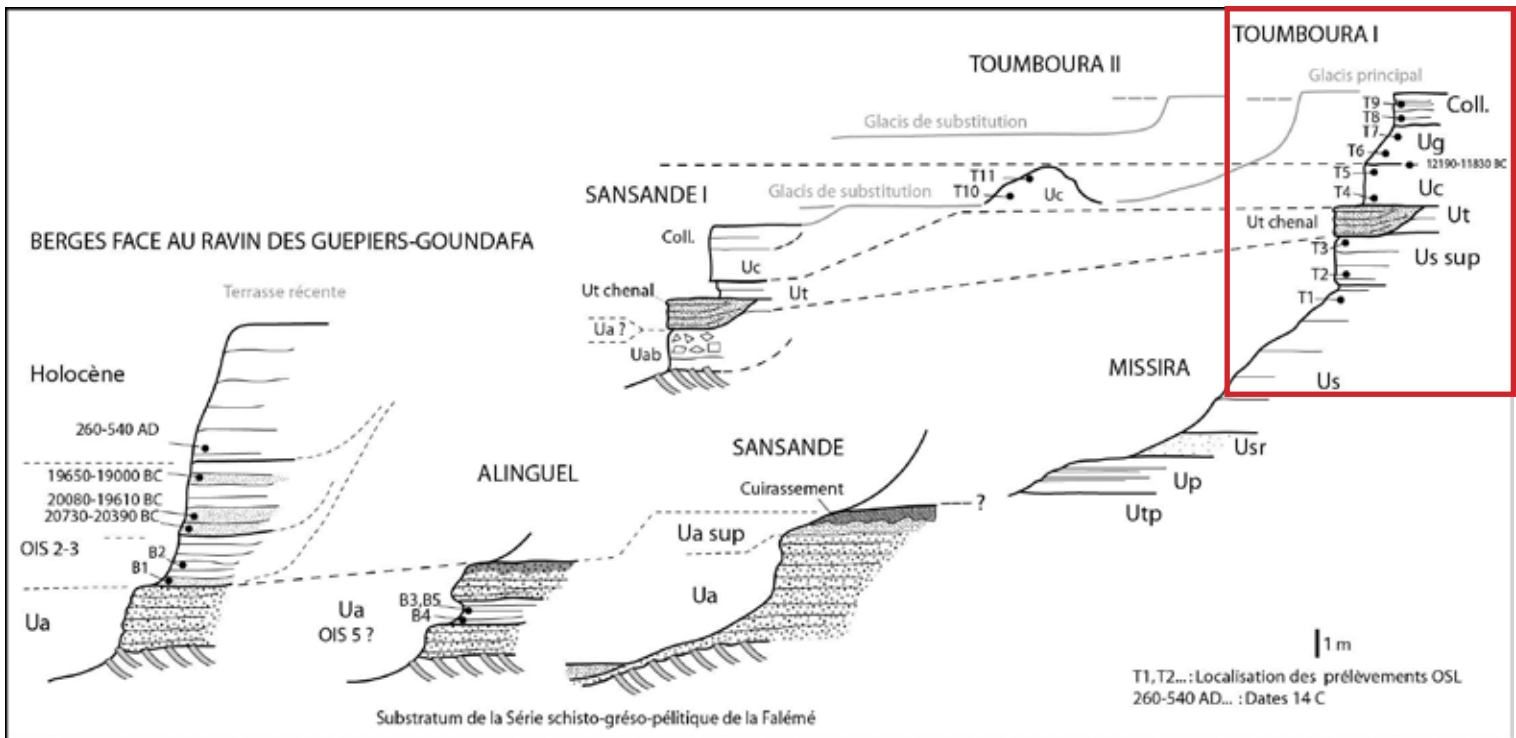 TOUMBOURA I
TOUMBOURA II
Glacis principal
T9
Coll.
T8
Glacis de substitution
T7
Ug
T6
12190-11830 BC
T5
T11
SANSANDE I
Glacis de substitution
T10
Uc
T4
Uc
Ut chenal
Ut
BERGES FACE AU RAVIN DES GUEPIERS-GOUNDAFA
Coll.
T3
Us sup
Uc
T2
Terrasse récente
Ut chenal
Ut
T1
Ua ?
Uab
MISSIRA
Holocène
Us
260-540 AD
SANSANDE
Usr
19650-19000 BC
ALINGUEL
Cuirassement
Up
20080-19610 BC
?
Utp
20730-20390 BC
Ua sup
OIS 2-3
B2
B1
Ua
B3,B5
Ua
Ua
B4
OIS 5 ?
1 m
T1,T2...: Localisation des prélèvements OSL
260-540 AD... : Dates 14 C
Substratum de la Série schisto-gréso-pélitique de la Falémé